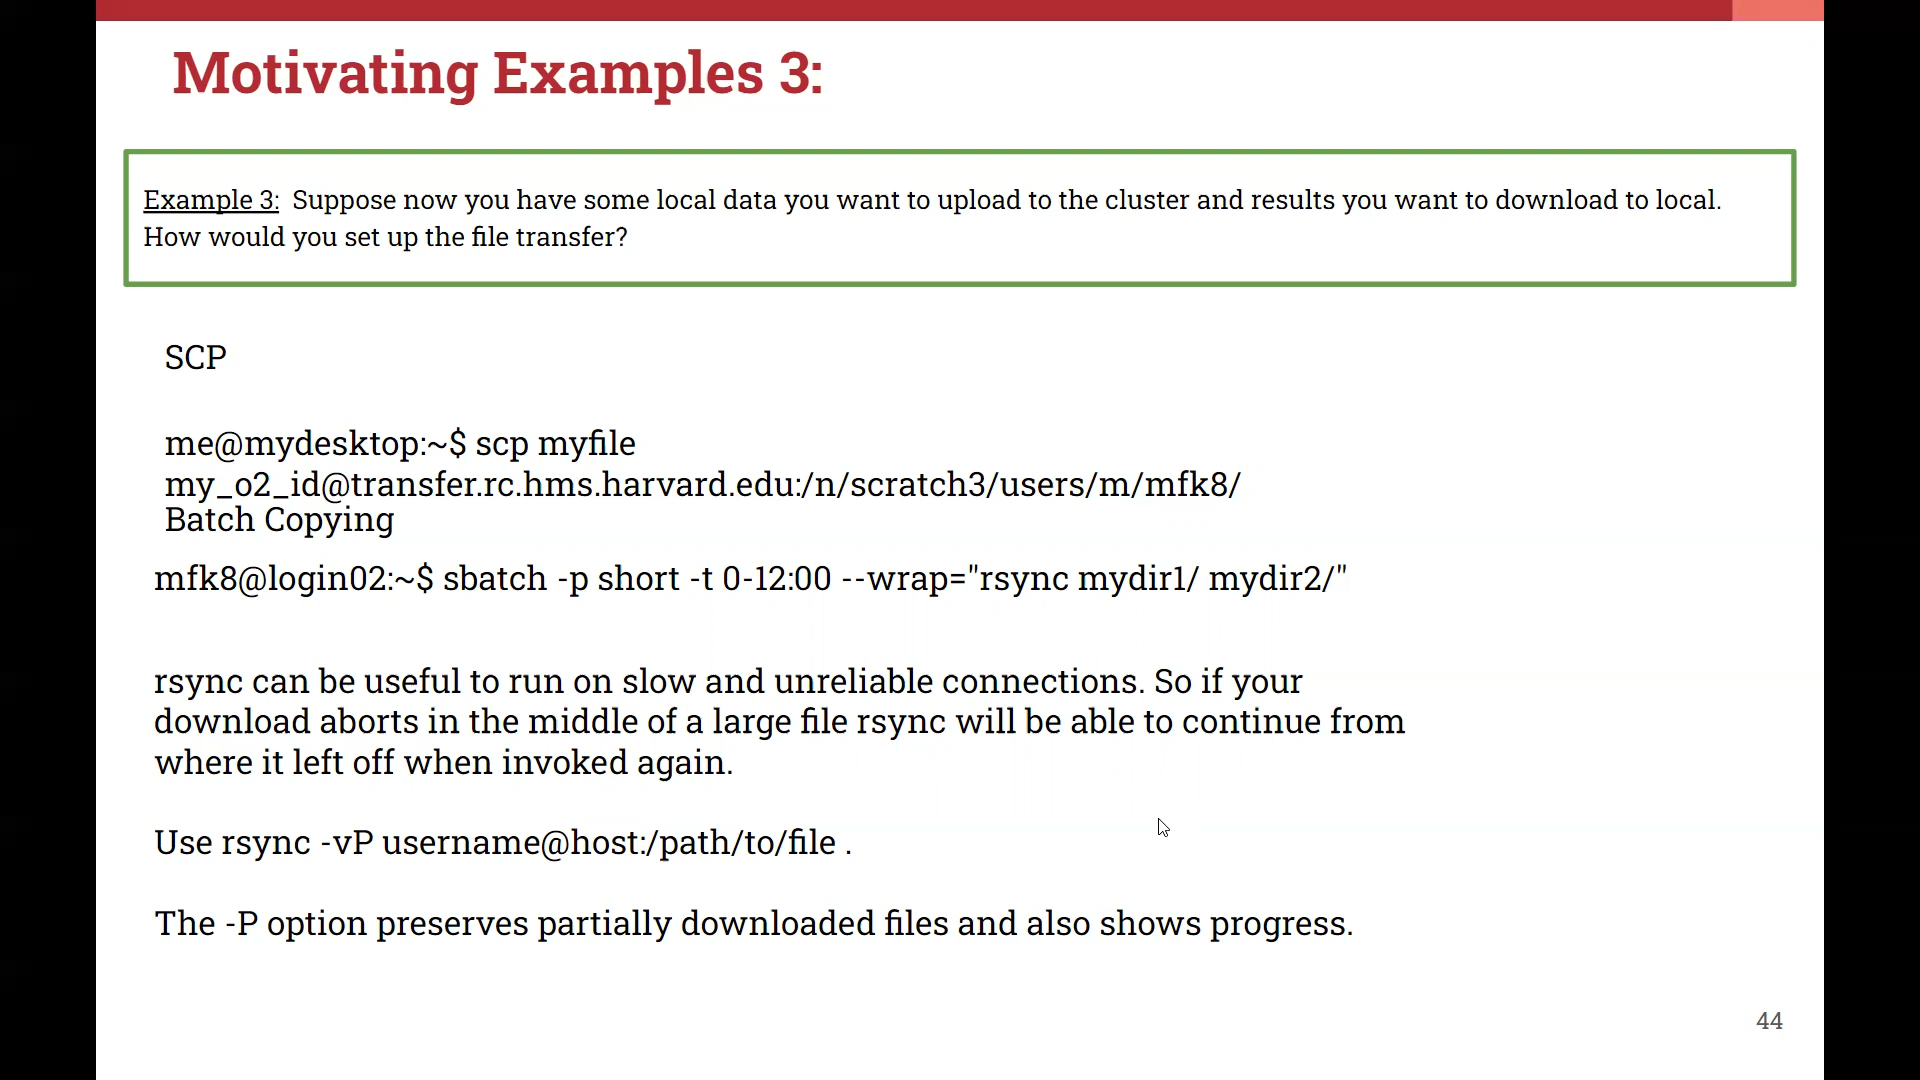 Motivating Examples 3:
Example 3:  Suppose now you have some local data you want to upload to the cluster and results you want to download to local.
How would you set up the file transfer?
SCP
me@mydesktop:~$ scp myfile
my_o2_id@transfer.rc.hms.harvard.edu:/n/scratch3/users/m/mfk8/
Batch Copying
mfk8@login02:~$ sbatch -p short -t 0-12:00 --wrap="rsync mydir1/ mydir2/"
rsync can be useful to run on slow and unreliable connections. So if your
download aborts in the middle of a large file rsync will be able to continue from
where it left off when invoked again.
Use rsync -vP username@host:/path/to/file .
The -P option preserves partially downloaded files and also shows progress.
44